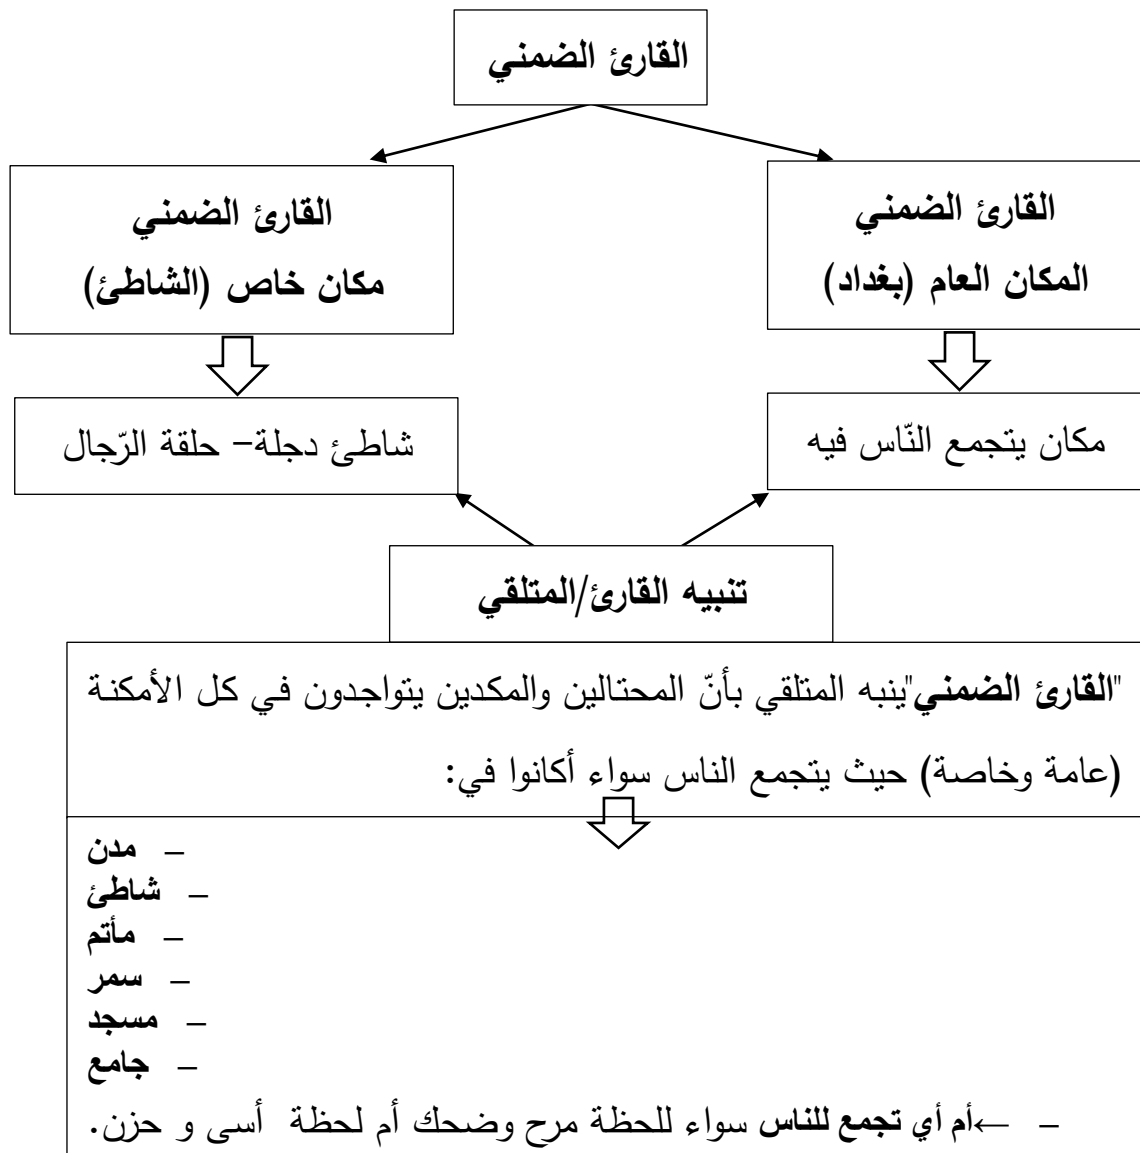 القارئ الضمني
القارئ الضمني
المكان العام (بغداد)
القارئ الضمني
مكان خاص (الشاطئ)
مكان يتجمع النّاس فيه
شاطئ دجلة– حلقة الرّجال
تنبيه القارئ/المتلقي
"القارئ الضمني"ينبه المتلقي بأنّ المحتالين والمكدين يتواجدون في كل الأمكنة
(عامة وخاصة) حيث يتجمع الناس سواء أكانوا في:
– مدن
– شاطئ
– مأتم
– سمر
– مسجد
– جامع
– ←أم أي تجمع للناس سواء للحظة مرح وضحك أم لحظة أسى و حزن.